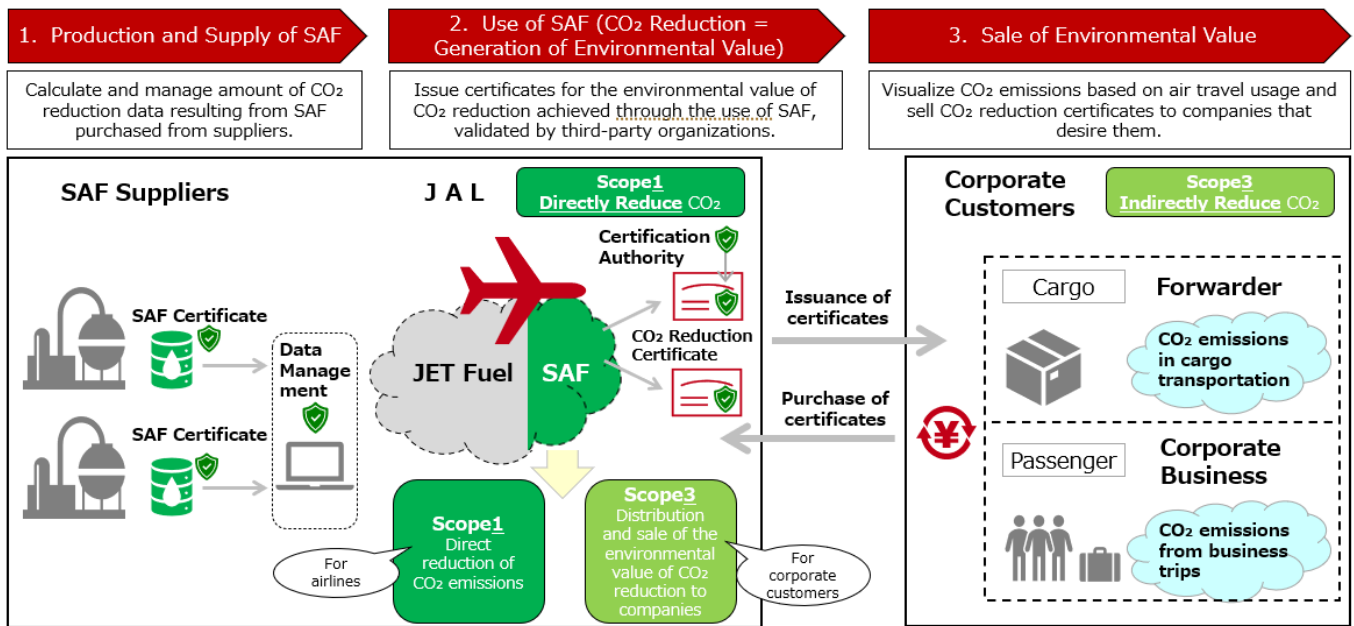 1. Production and Supply of SAF
2. Use of SAF (CO₂ Reduction =
Generation of Environmental Value)
3. Sale of Environmental Value
Calculate and manage amount of CO₂
reduction data resulting from SAF
purchased from suppliers.
Issue certificates for the environmental value of
CO₂ reduction achieved through the use of SAF,
validated by third-party organizations.
Visualize CO₂ emissions based on air travel usage and
sell CO₂ reduction certificates to companies that
desire them.
SAF Suppliers
JAL
Scope1
Directly Reduce CO₂
Certification
Authority
SAF Certificate
SAF Certificate
Data
Manage
ment
JET Fuel
SAF
CO₂ Reduction
Certificate
Scope1
Direct
reduction of
CO₂ emissions
For
airlines
Scope3
Distribution
and sale of the
environmental
value of CO₂
reduction to
companies
For
corporate
customers
Issuance of
certificates
Purchase of
certificates
¥
Corporate
Customers
Scope3
Indirectly Reduce CO₂
Cargo
Forwarder
CO₂ emissions
in cargo
transportation
Passenger
Corporate
Business
CO₂ emissions
from business
trips